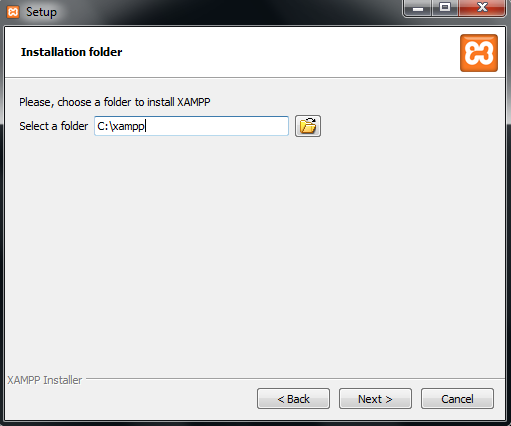 Setup
Installation folder
Please, choose a folder to install XAMPP
Select a folder C:\xampp
XAMPP Installer
< Back Next > Cancel